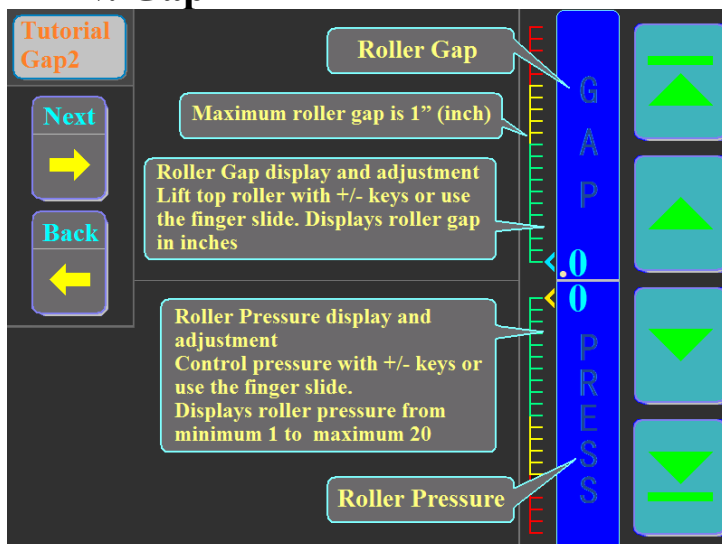 Tutorial
Gap2
Next
Back
Roller Gap
Maximum roller gap is 1” (inch)
Roller Gap display and adjustment
Lift top roller with +/- keys or use
the finger slide. Displays roller gap
in inches
Roller Pressure display and
adjustment
Control pressure with +/- keys or
use the finger slide.
Displays roller pressure from
minimum 1 to maximum 20
Roller Pressure
GAP
.0
0
PRESS